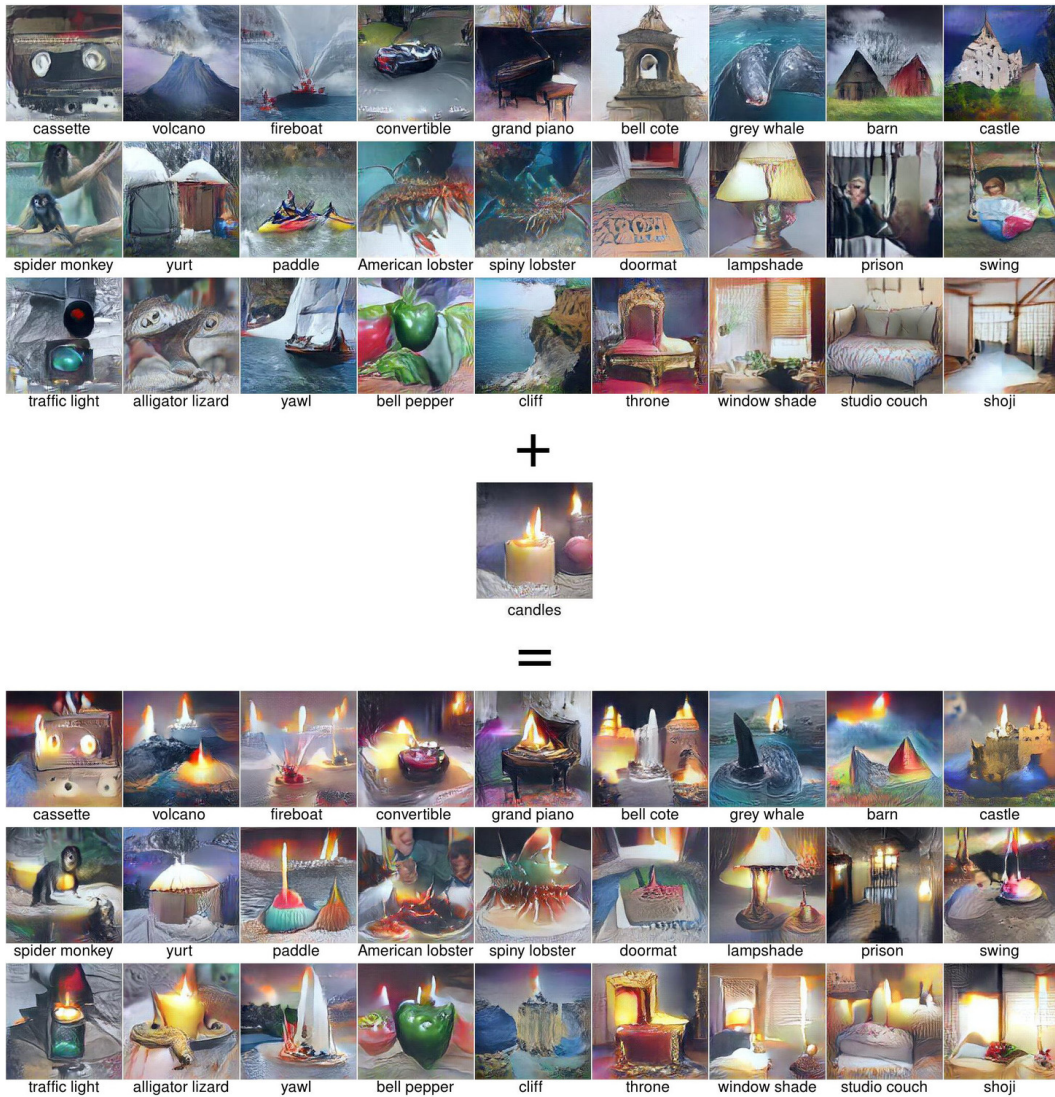 cassette volcano fireboat convertible grand piano bell cote grey whale barn castle
spider monkey yurt paddle American lobster spiny lobster doormat lampshade prison swing
traffic light alligator lizard yawl bell pepper cliff throne window shade studio couch shoji
+
candles
=
cassette volcano fireboat convertible grand piano bell cote grey whale barn castle
spider monkey yurt paddle American lobster spiny lobster doormat lampshade prison swing
traffic light alligator lizard yawl bell pepper cliff throne window shade studio couch shoji